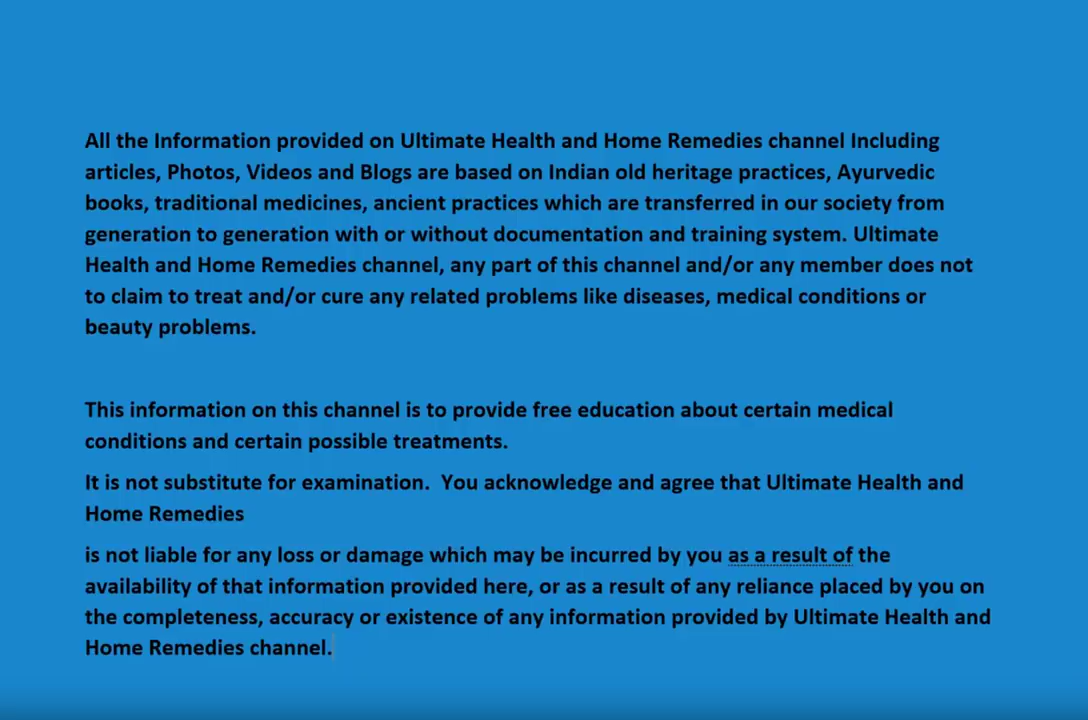 All the Information provided on Ultimate Health and Home Remedies channel Including
articles, Photos, Videos and Blogs are based on Indian old heritage practices, Ayurvedic
books, traditional medicines, ancient practices which are transferred in our society from
generation to generation with or without documentation and training system. Ultimate
Health and Home Remedies channel, any part of this channel and/or any member does not
to claim to treat and/or cure any related problems like diseases, medical conditions or
beauty problems.
This information on this channel is to provide free education about certain medical
conditions and certain possible treatments.
It is not substitute for examination.  You acknowledge and agree that Ultimate Health and
Home Remedies
is not liable for any loss or damage which may be incurred by you as a result of the
availability of that information provided here, or as a result of any reliance placed by you on
the completeness, accuracy or existence of any information provided by Ultimate Health and
Home Remedies channel.